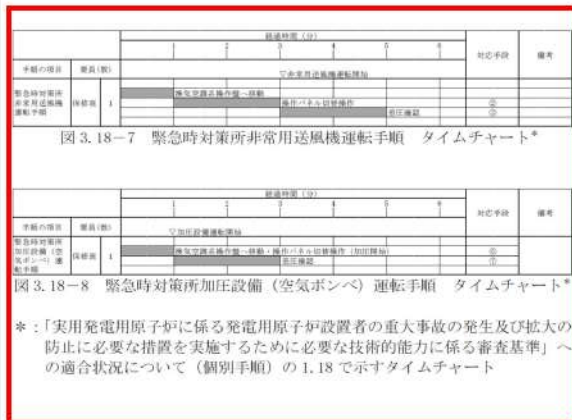 経過時間（分）
1 2 3 4 5 6 対応手段 備考
手順の項目 要員(数) ▽非常用送風機運転開始
緊急時対策所 換気空調系操作盤へ移動
非常用送風機 保修班 1 操作パネル切替操作 ②
運転手順 差圧確認 ③
図 3.18－7 緊急時対策所非常用送風機運転手順 タイムチャート*
経過時間（分）
1 2 3 4 5 6 対応手段 備考
手順の項目 要員(数) ▽加圧設備運転開始
緊急時対策所
加圧設備（空 保修班 1 換気空調系操作盤へ移動・操作パネル切替操作（加圧開始）
気ボンベ）運 差圧確認
転手順
図 3.18－8 緊急時対策所加圧設備（空気ボンベ）運転手順 タイムチャート*
*：「実用発電用原子炉に係る発電用原子炉設置者の重大事故の発生及び拡大の
防止に必要な措置を実施するために必要な技術的能力に係る審査基準」へ
の適合状況について（個別手順）の 1.18 で示すタイムチャート